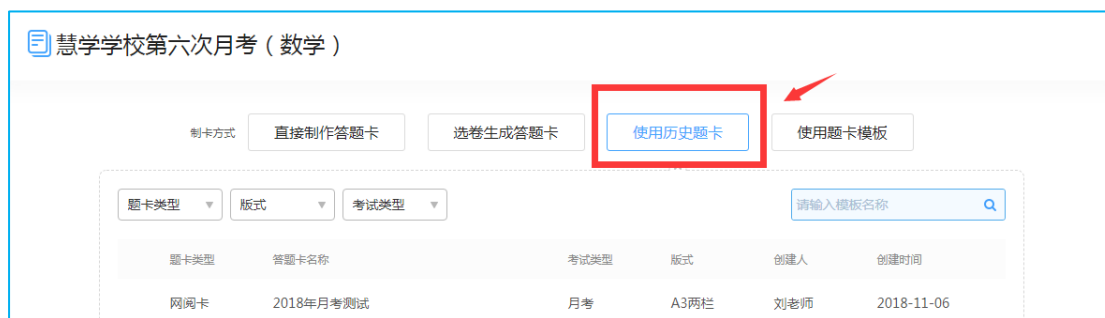 慧学学校第六次月考（数学）
制卡方式 直接制作答题卡 选卷生成答题卡 使用历史题卡 使用题卡模板
题卡类型 版式 考试类型 请输入模板名称
题卡类型 答题卡名称 考试类型 版式 创建人 创建时间
网阅卡 2018年月考测试 月考 A3两栏 刘老师 2018-11-06